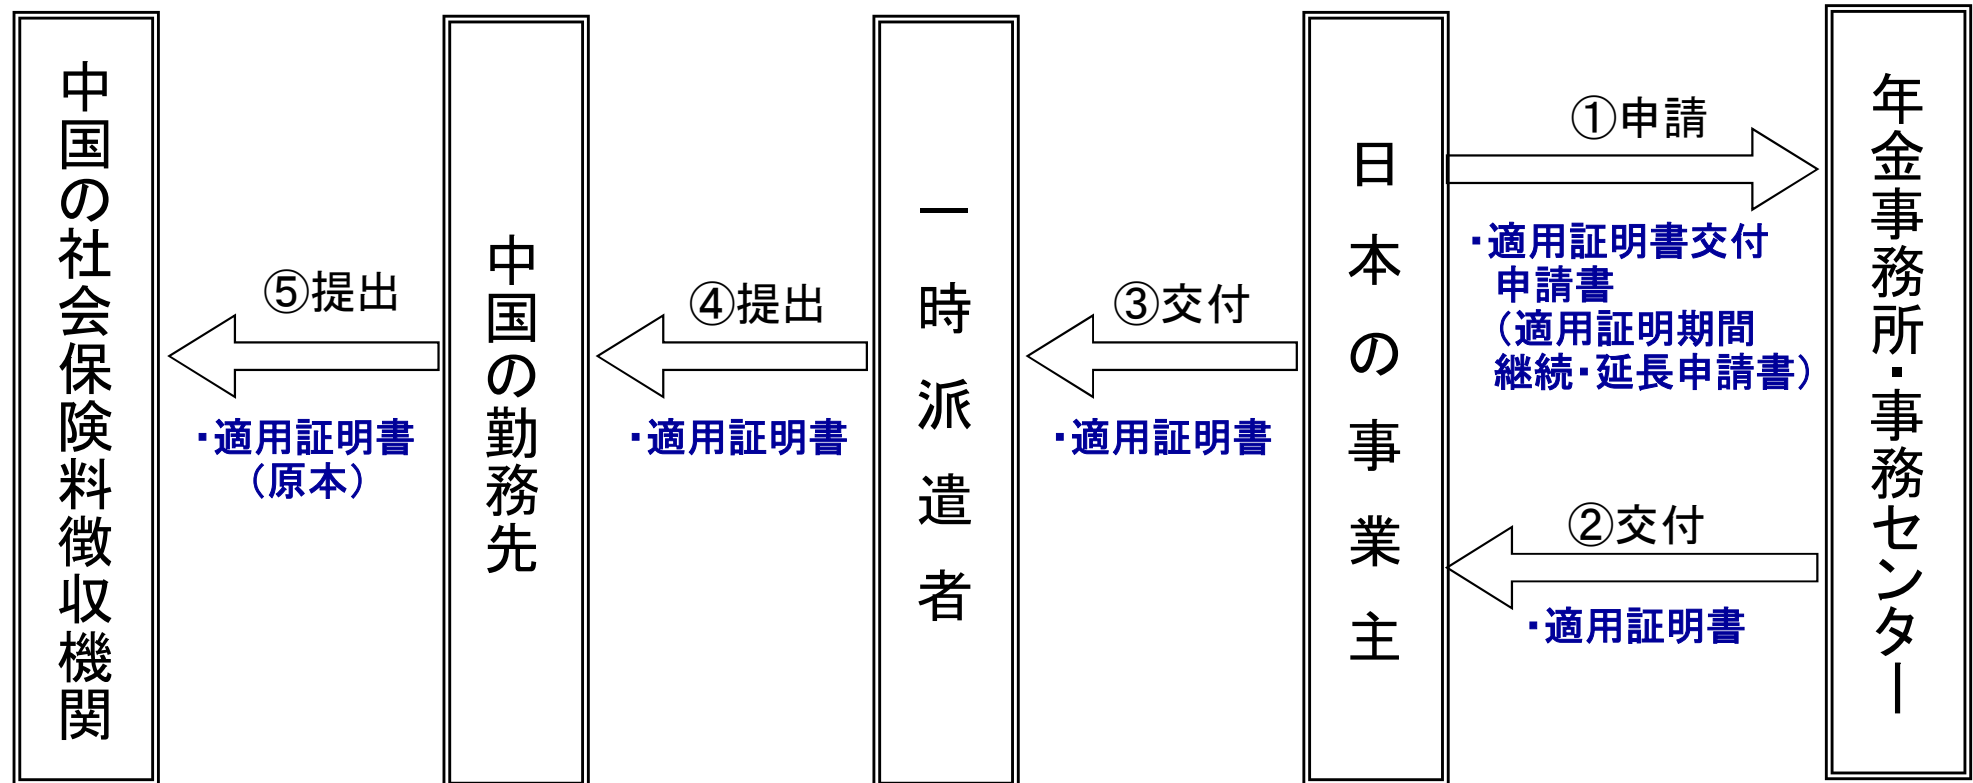 中国の社会保険料徴収機関
⑤提出
・適用証明書
（原本）
中国の勤務先
④提出
・適用証明書
一時派遣者
③交付
・適用証明書
日本の事業主
①申請
・適用証明書交付
申請書
（適用証明期間
継続・延長申請書）
②交付
・適用証明書
年金事務所・事務センター